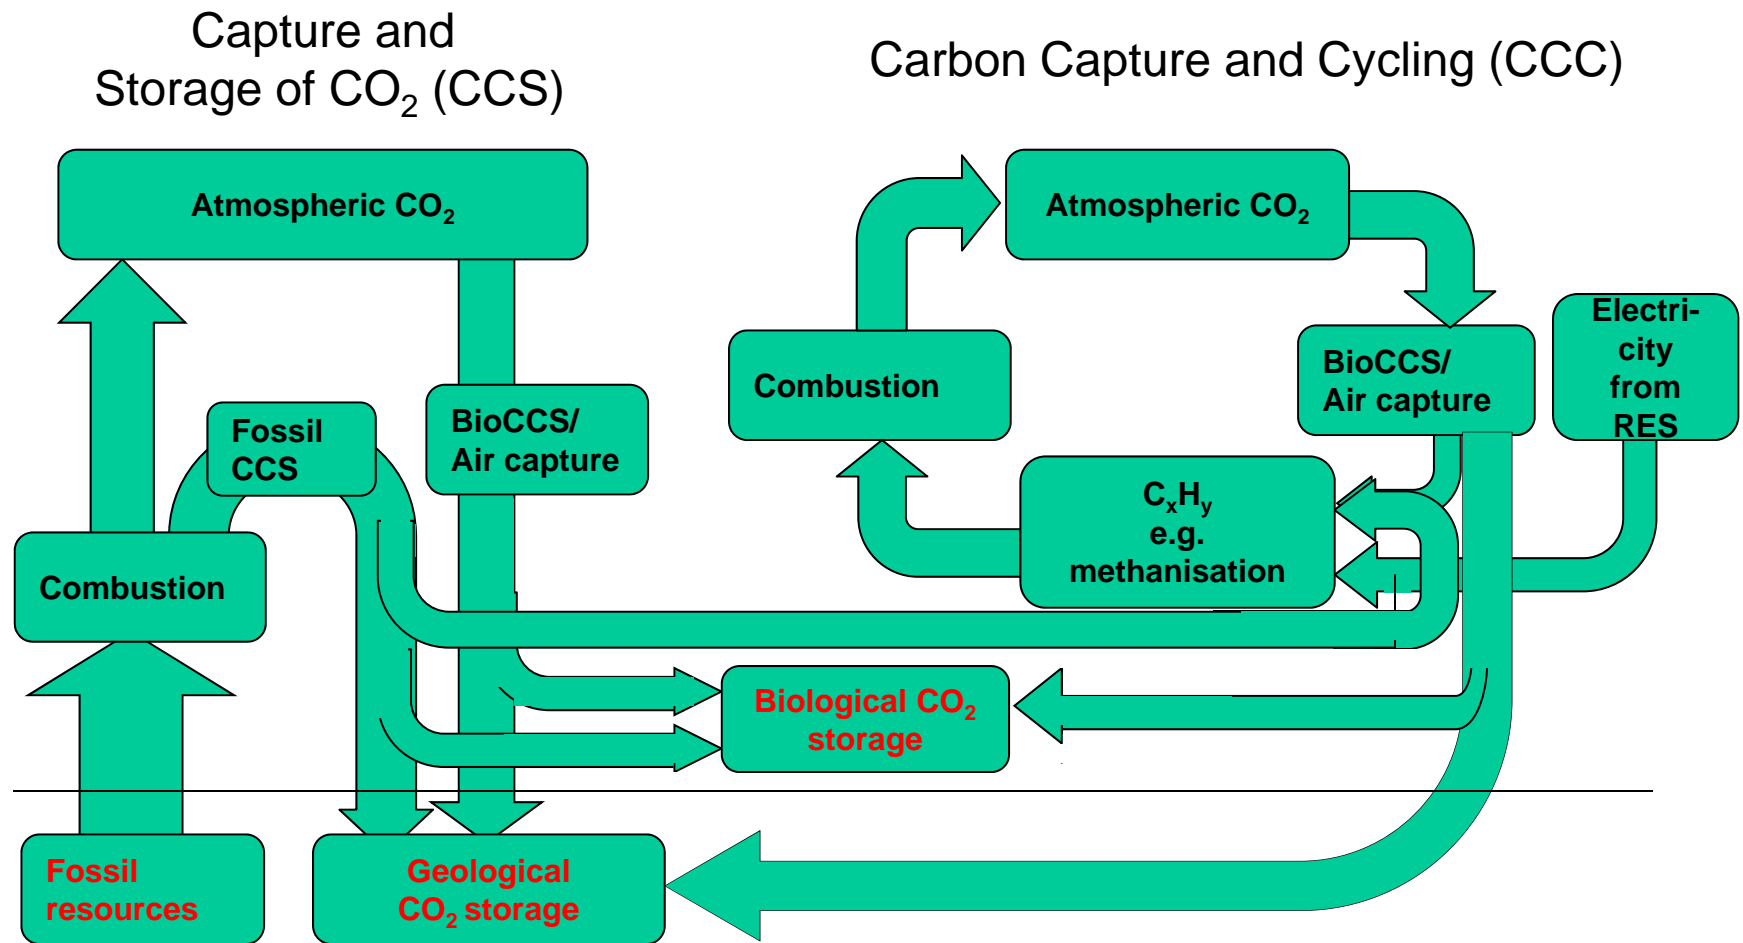 Capture and
Storage of CO₂ (CCS)
Carbon Capture and Cycling (CCC)
Atmospheric CO₂
Atmospheric CO₂
Electri-
city
from
RES
Combustion
BioCCS/
Air capture
Fossil
CCS
BioCCS/
Air capture
CₓHᵧ
e.g.
methanisation
Combustion
Biological CO₂
storage
Fossil
resources
Geological
CO₂ storage